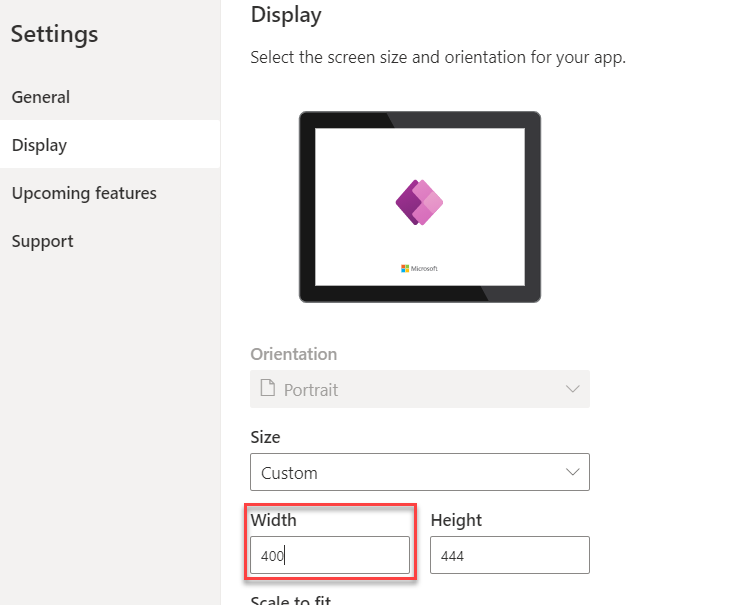 Settings
General
Display
Upcoming features
Support
Display
Select the screen size and orientation for your app.
Microsoft
Orientation
Portrait
Size
Custom
Width
Height
400
444
Scale to fit